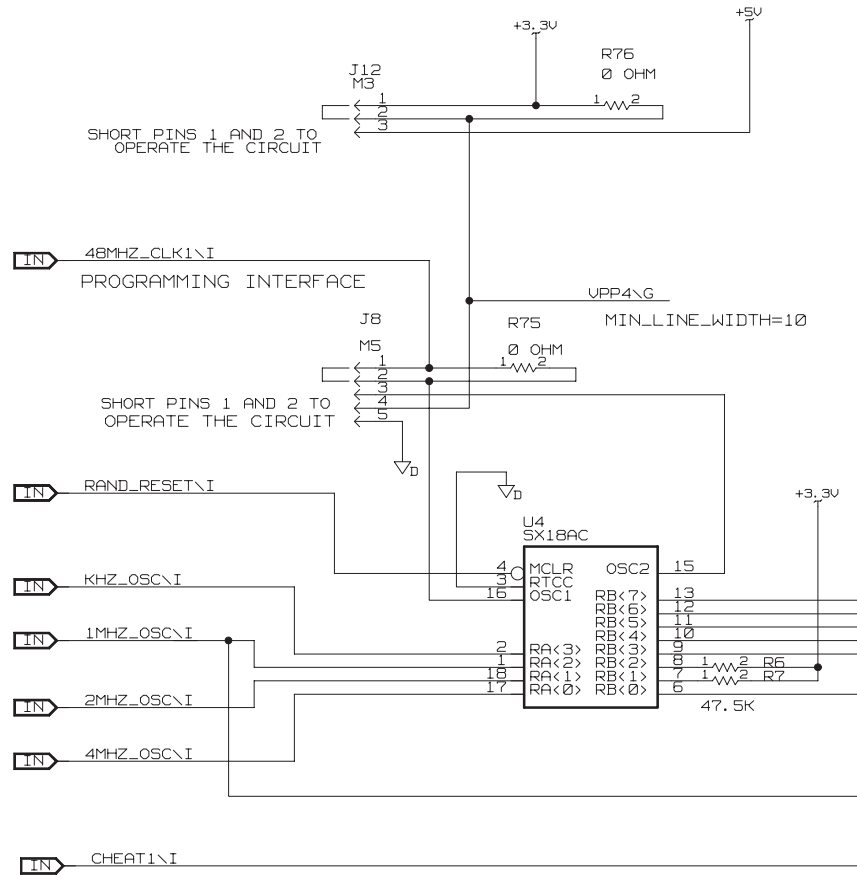 +5V
+3.3V
R76
0 OHM
J12
M3
1
1 2
2
3
SHORT PINS 1 AND 2 TO
OPERATE THE CIRCUIT
IN 48MHZ_CLK1\I
PROGRAMMING INTERFACE
VPP4\G
MIN_LINE_WIDTH=10
J8
R75
M5
0 OHM
1
1 2
2
3
4
5
SHORT PINS 1 AND 2 TO
OPERATE THE CIRCUIT
D
IN RAND_RESET\I
D
+3.3V
U4
SX18AC
4 MCLR OSC2 15
3 RTCC
16 OSC1
IN KHZ_OSC\I
RB<7> 13
RB<6> 12
RB<5> 11
RB<4> 10
IN 1MHZ_OSC\I
2 RA<3> RB<3> 9
1 RA<2> RB<2> 8 1 2 R6
18 RA<1> RB<1> 7 1 2 R7
17 RA<0> RB<0> 6
47.5K
IN 2MHZ_OSC\I
IN 4MHZ_OSC\I
IN CHEAT1\I